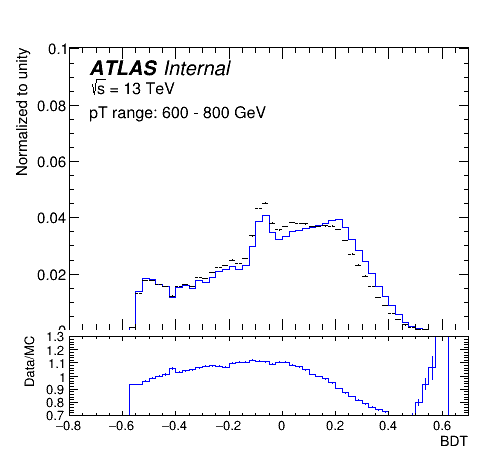 Normalized to unity
0.1
0.08
0.06
0.04
0.02
0
ATLAS Internal
√s = 13 TeV
pT range: 600 - 800 GeV
Data/MC
1.3
1.2
1.1
1
0.9
0.8
0.7
−0.8 −0.6 −0.4 −0.2 0 0.2 0.4 0.6
BDT